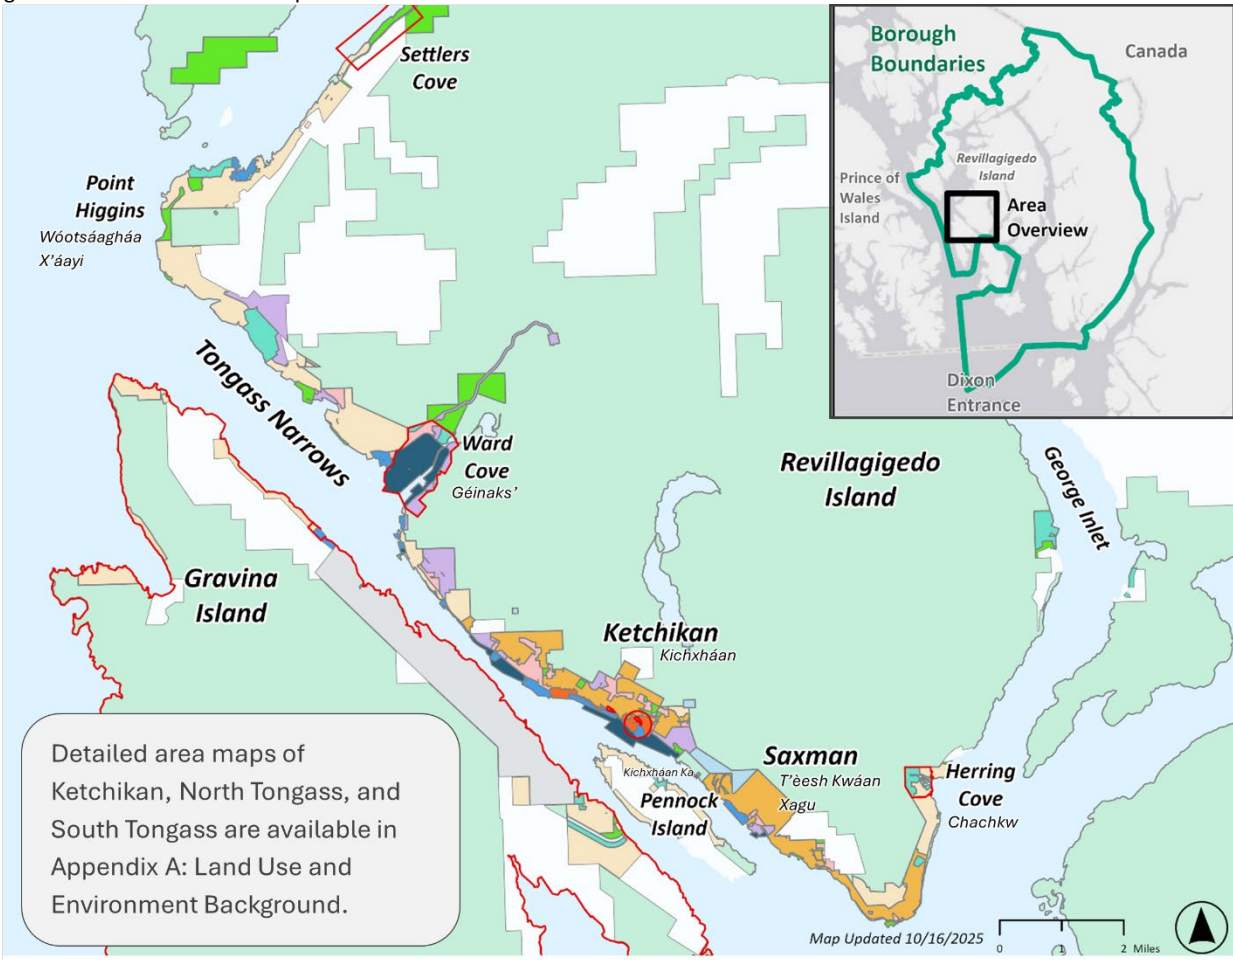 Settlers
Cove
Borough
Boundaries
Canada
Revillagigedo
Island
Prince of
Wales
Island
Area
Overview
Dixon
Entrance
Point
Higgins
Wóotsáagháa
X'áayi
Tongass Narrows
Ward
Cove
Géinaks'
Revillagigedo
Island
George Inlet
Gravina
Island
Ketchikan
Kichxháan
Saxman
T'èesh Kwáan
Xagu
Kichxháan Ka
Pennock
Island
Herring
Cove
Chachkw
Detailed area maps of
Ketchikan, North Tongass, and
South Tongass are available in
Appendix A: Land Use and
Environment Background.
Map Updated 10/16/2025
0 1 2 Miles